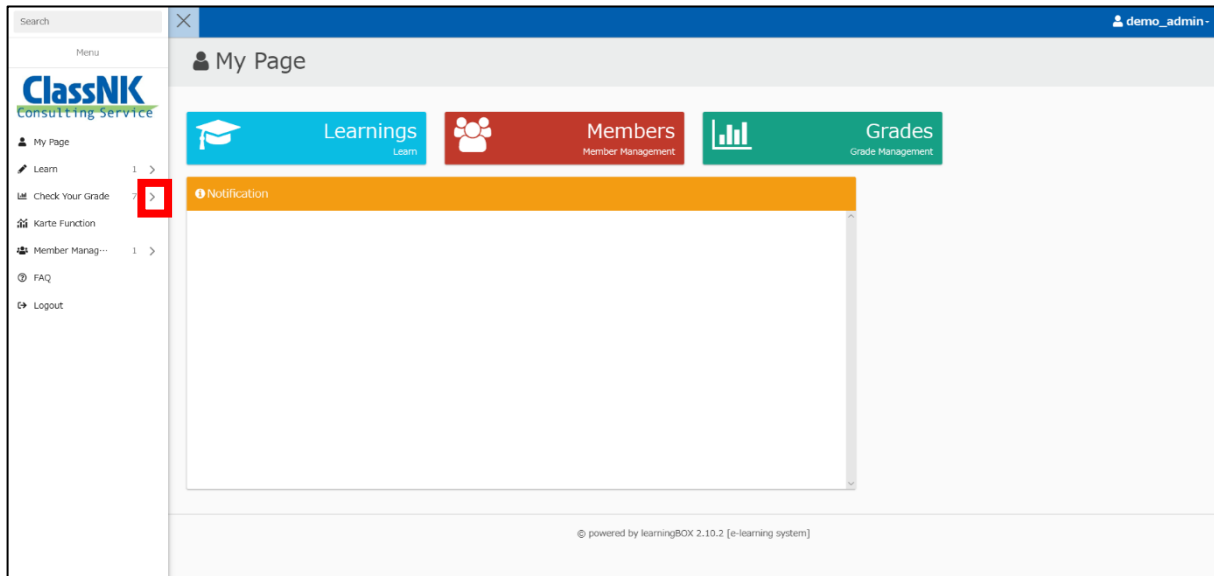 Search
demo_admin
Menu
My Page
ClassNK
Consulting Service
My Page
Learn 1
Check Your Grade 7
Karte Function
Member Manag…
1
FAQ
Logout
Learnings
Learn
Members
Member Management
Grades
Grade Management
Notification
© powered by learningBOX 2.10.2 [e-learning system]